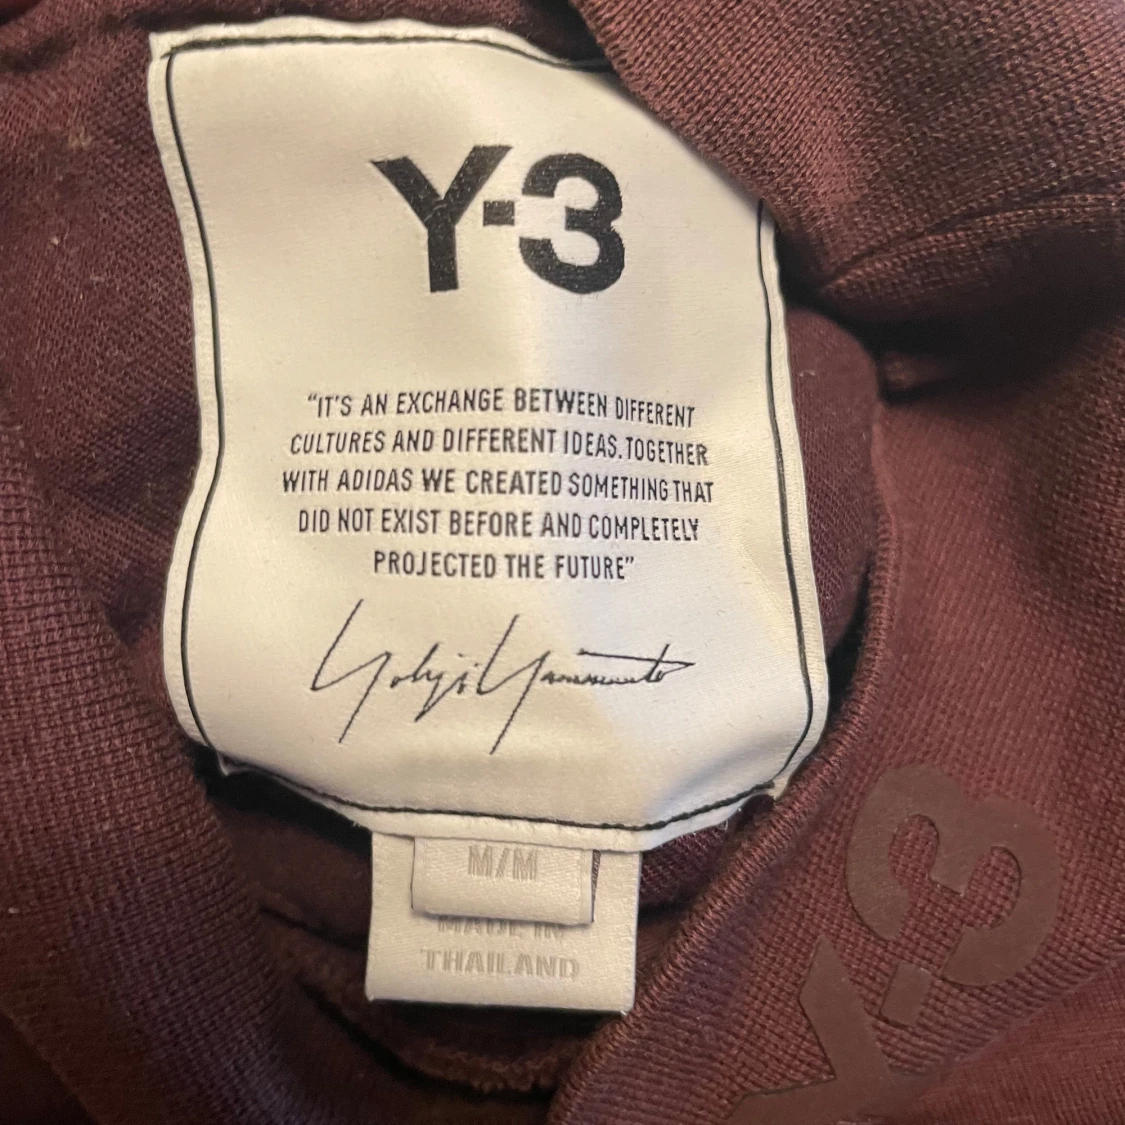 Y-3
“IT'S AN EXCHANGE BETWEEN DIFFERENT
CULTURES AND DIFFERENT IDEAS. TOGETHER
WITH ADIDAS WE CREATED SOMETHING THAT
DID NOT EXIST BEFORE AND COMPLETELY
PROJECTED THE FUTURE”
Yohji Yamamoto
M/M
MADE IN
THAILAND
Y-3